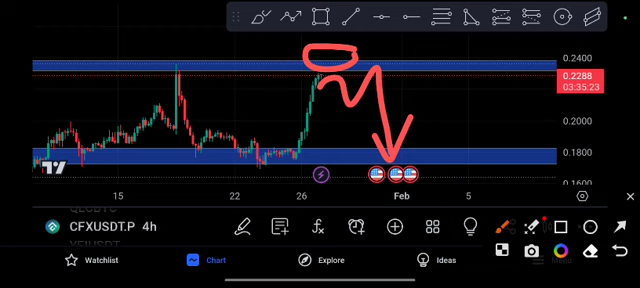 0.2400
0.2288
03:35:23
0.2000
0.1800
0.1600
15
22
26
Feb
5
CFXUSDT.P 4h
Watchlist
Chart
Explore
Ideas
Menu